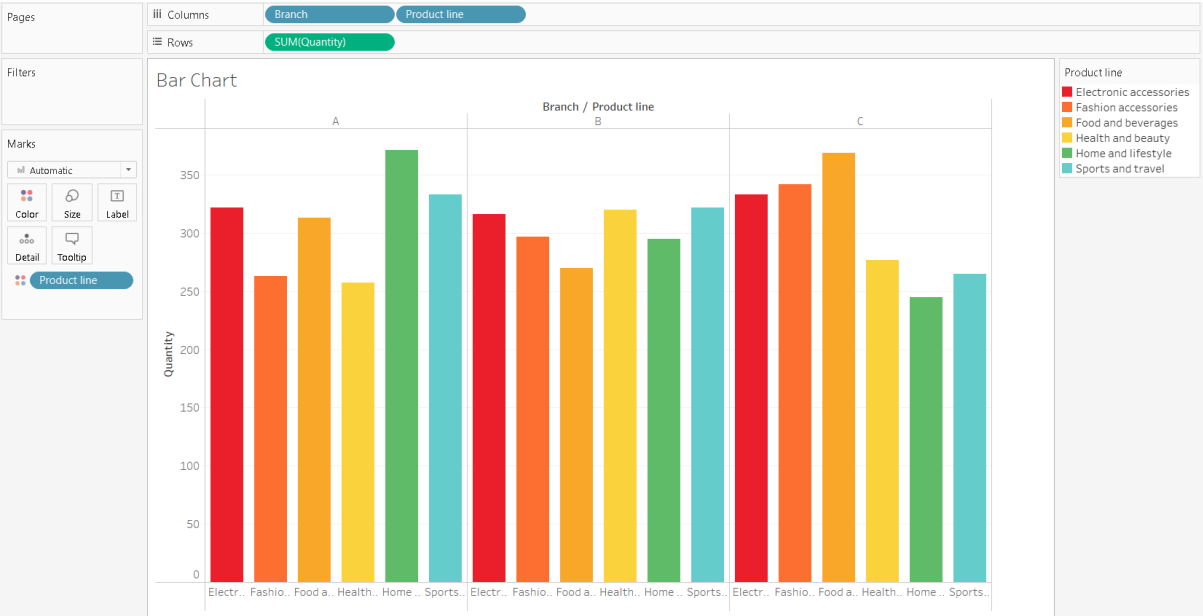 Pages
Columns
Branch
Product line
Rows
SUM(Quantity)
Filters
Marks
Automatic
Color
Size
Label
Detail
Tooltip
Product line
Bar Chart
Branch / Product line
A
B
C
Quantity
350
300
250
200
150
100
50
0
Electr.. Fashio.. Food a.. Health.. Home .. Sports.. Electr.. Fashio.. Food a.. Health.. Home .. Sports.. Electr.. Fashio.. Food a.. Health.. Home .. Sports..
Product line
Electronic accessories
Fashion accessories
Food and beverages
Health and beauty
Home and lifestyle
Sports and travel